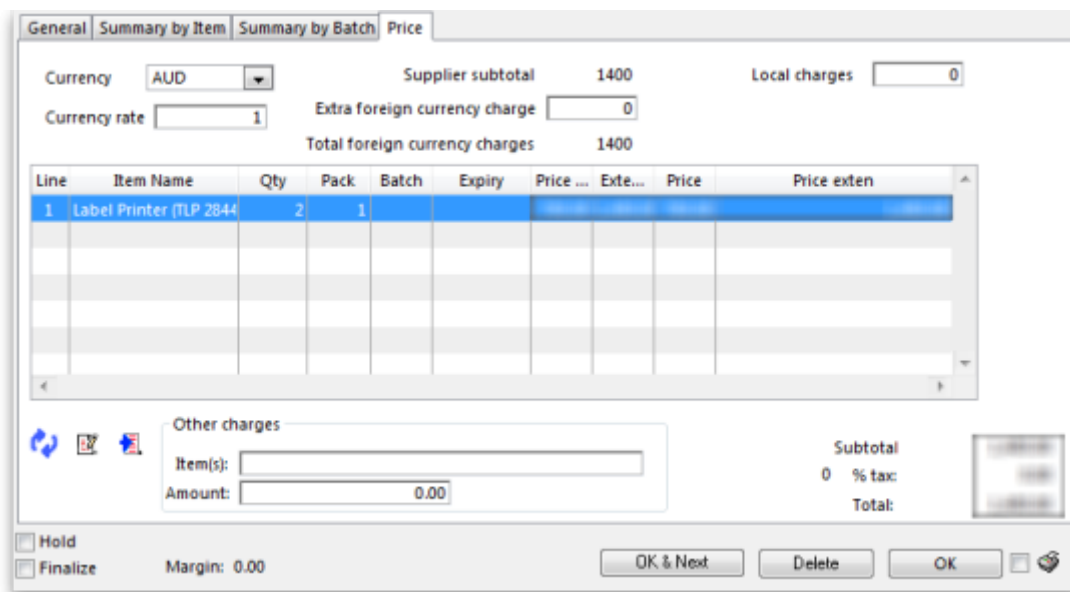 General Summary by Item Summary by Batch Price
Currency AUD Supplier subtotal 1400 Local charges 0
Currency rate 1 Extra foreign currency charge 0
Total foreign currency charges 1400
Line Item Name Qty Pack Batch Expiry Price ... Exte... Price Price exten
1 Label Printer (TLP 2844 2 1
Other charges
Item(s):
Amount: 0.00
Subtotal
0 % tax:
Total:
Hold
Finalize Margin: 0.00 OK & Next Delete OK